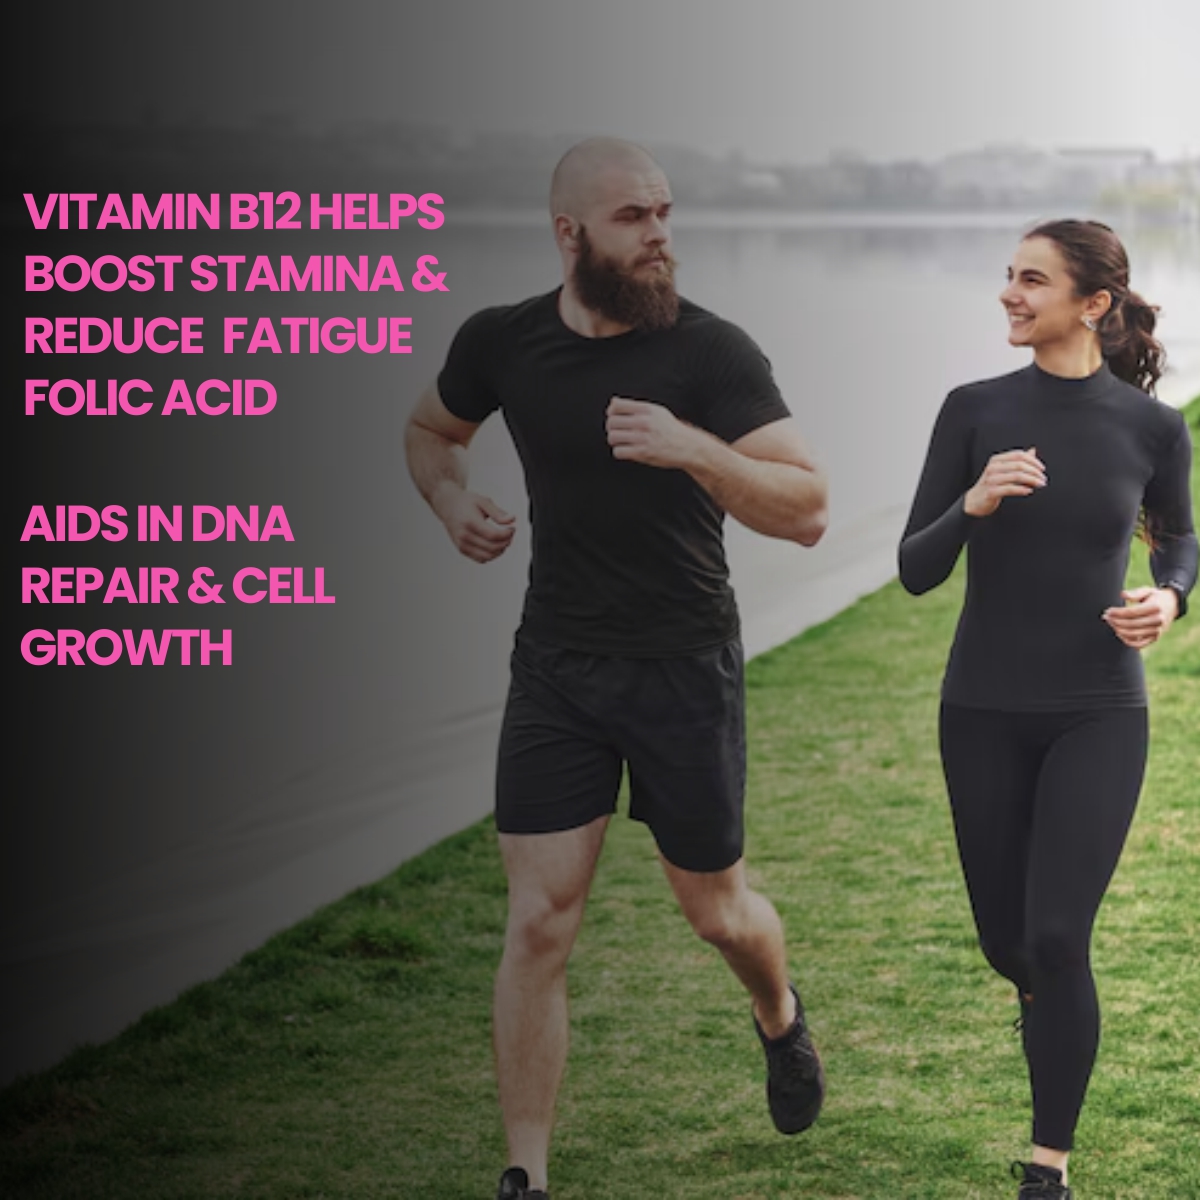 VITAMIN B12 HELPS
BOOST STAMINA &
REDUCE FATIGUE
FOLIC ACID
AIDS IN DNA
REPAIR & CELL
GROWTH